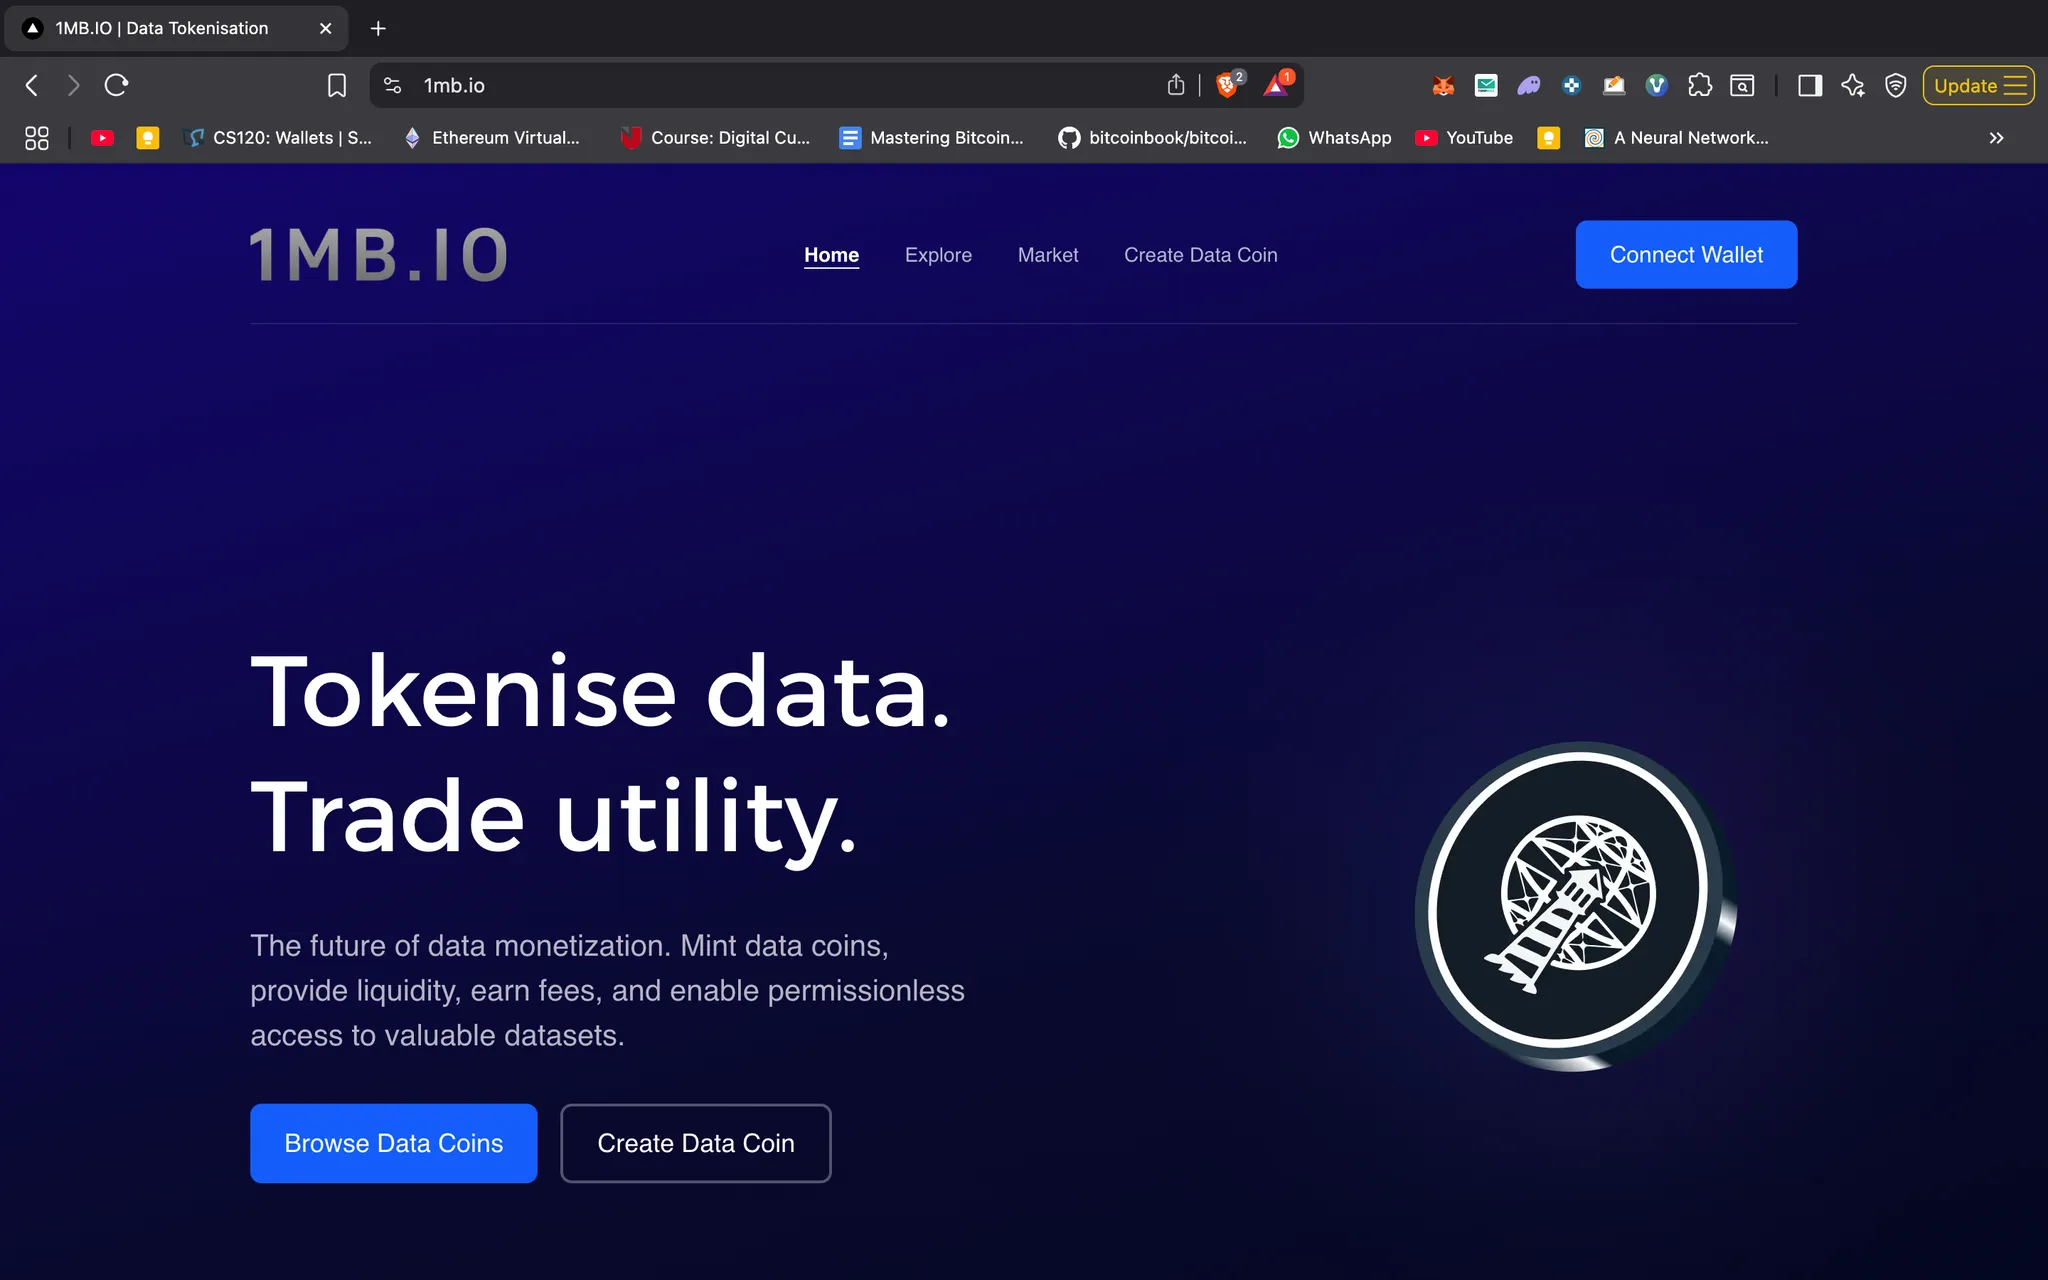 1MB.IO | Data Tokenisation
1mb.io
2
1
Update
CS120: Wallets | S...
Ethereum Virtual...
Course: Digital Cu...
Mastering Bitcoin...
bitcoinbook/bitcoi...
WhatsApp
YouTube
A Neural Network...
1MB.IO
Home
Explore
Market
Create Data Coin
Connect Wallet
Tokenise data.
Trade utility.
The future of data monetization. Mint data coins,
provide liquidity, earn fees, and enable permissionless
access to valuable datasets.
Browse Data Coins
Create Data Coin